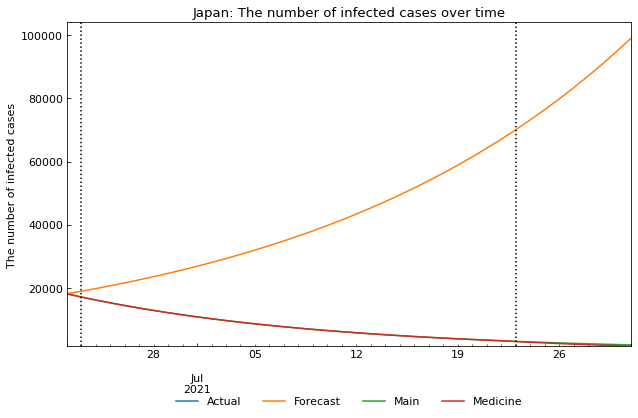 Japan: The number of infected cases over time
The number of infected cases
100000
80000
60000
40000
20000
28 05 12 19 26
Jul
2021
Actual Forecast Main Medicine